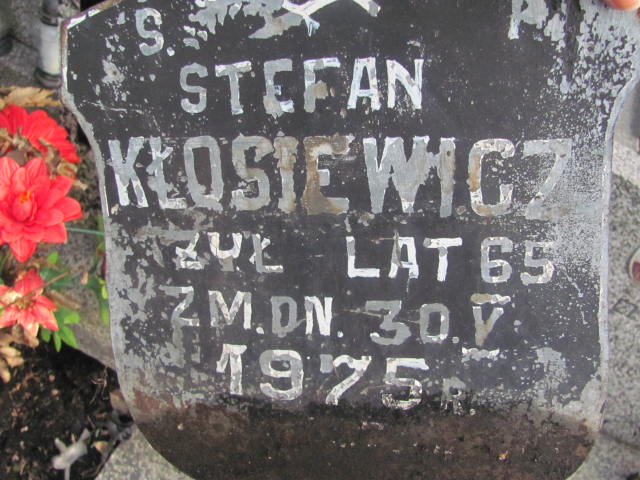 Ś.
STEFAN
KŁOSIEWICZ
ŻYŁ LAT 65
ZM. DN. 30.V
1975 R.